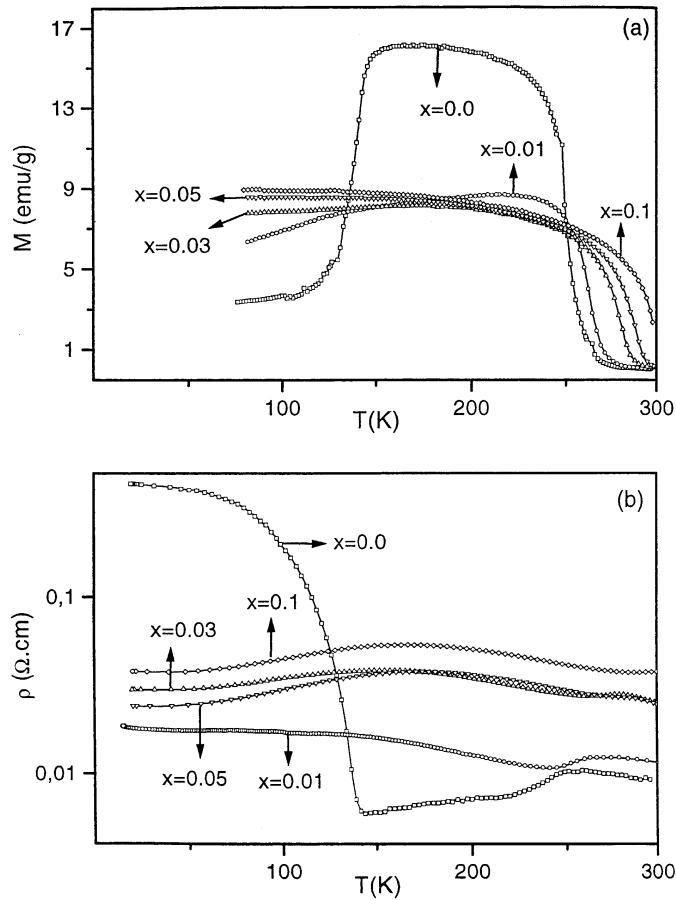 (a)
17
13
9
5
1
M (emu/g)
x=0.0
x=0.01
x=0.05
x=0.03
x=0.1
100
200
300
T(K)
(b)
0,1
0,01
ρ (Ω.cm)
x=0.0
x=0.1
x=0.03
x=0.05
x=0.01
100
200
300
T(K)